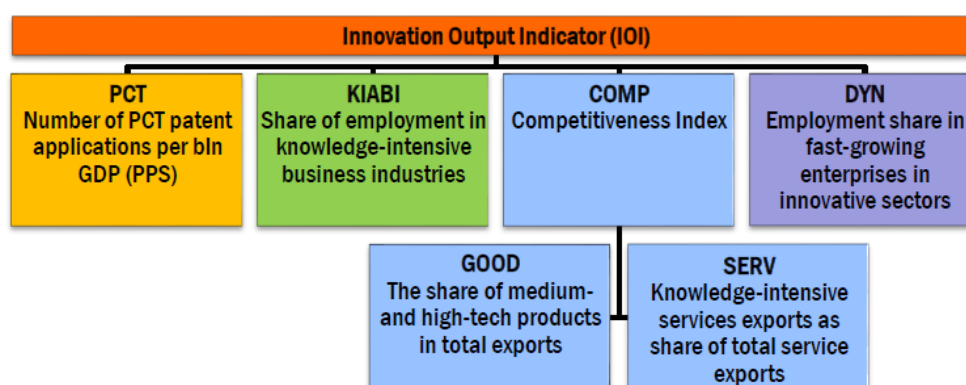 Innovation Output Indicator (IOI)
PCT
Number of PCT patent
applications per bln
GDP (PPS)
KIABI
Share of employment in
knowledge-intensive
business industries
COMP
Competitiveness Index
DYN
Employment share in
fast-growing
enterprises in
innovative sectors
GOOD
The share of medium-
and high-tech products
in total exports
SERV
Knowledge-intensive
services exports as
share of total service
exports